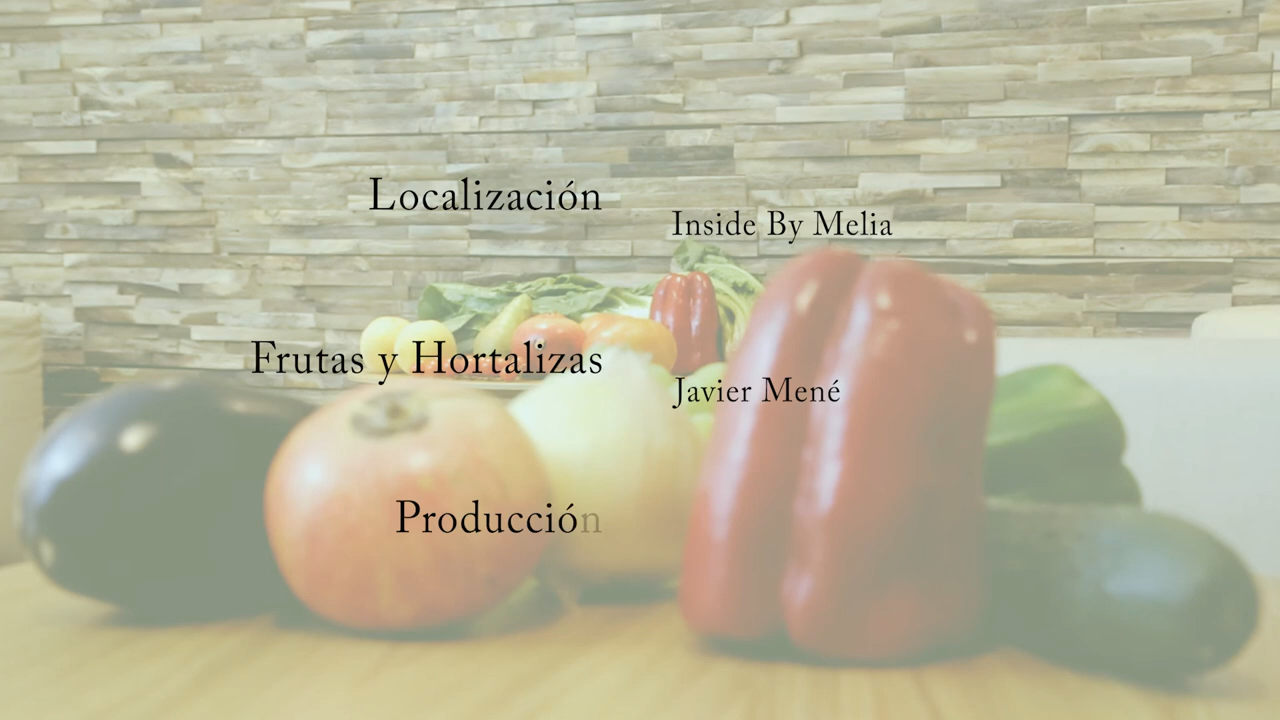 Localización
Inside By Melia
Frutas y Hortalizas
Javier Mené
Producción